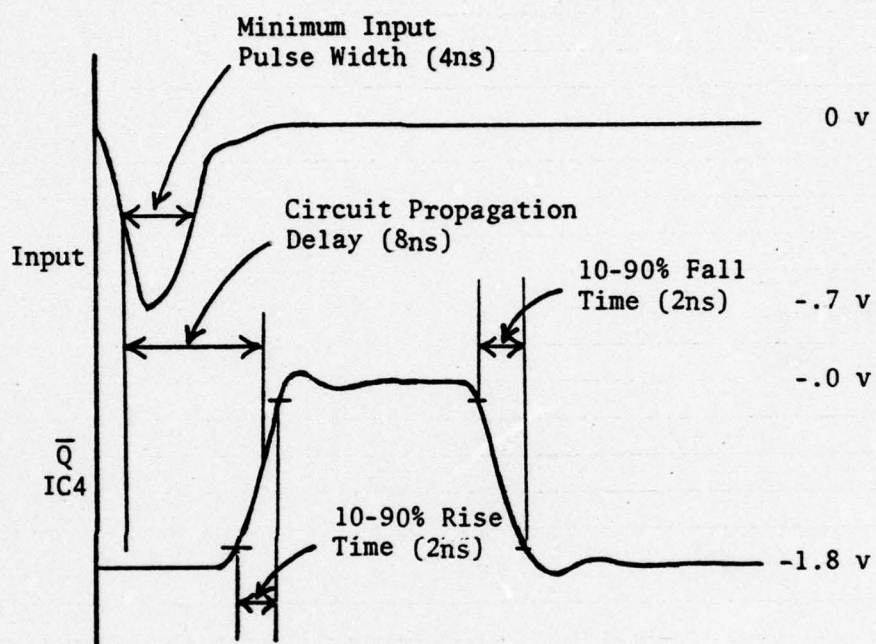 Minimum Input
Pulse Width (4ns)
0 v
Circuit Propagation
Delay (8ns)
Input
10-90% Fall
Time (2ns)
-.7 v
-.0 v
Q̅
IC4
10-90% Rise
Time (2ns)
-1.8 v